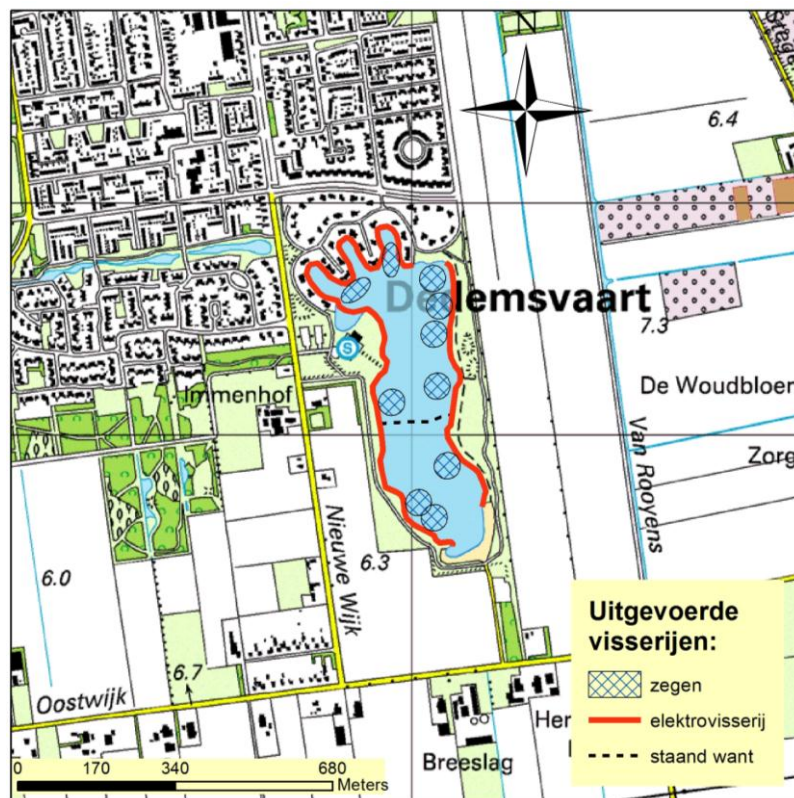 6.4
Dedemsvaart
7.3
S
De Woudbloem
Immenhof
Zorg
Van Rooyens
Nieuwe Wijk
6.3
6.0
6.7
Oostwijk
Breeslag
Her
Uitgevoerde
visserijen:
zegen
elektrovisserij
staand want
0 170 340 680
Meters